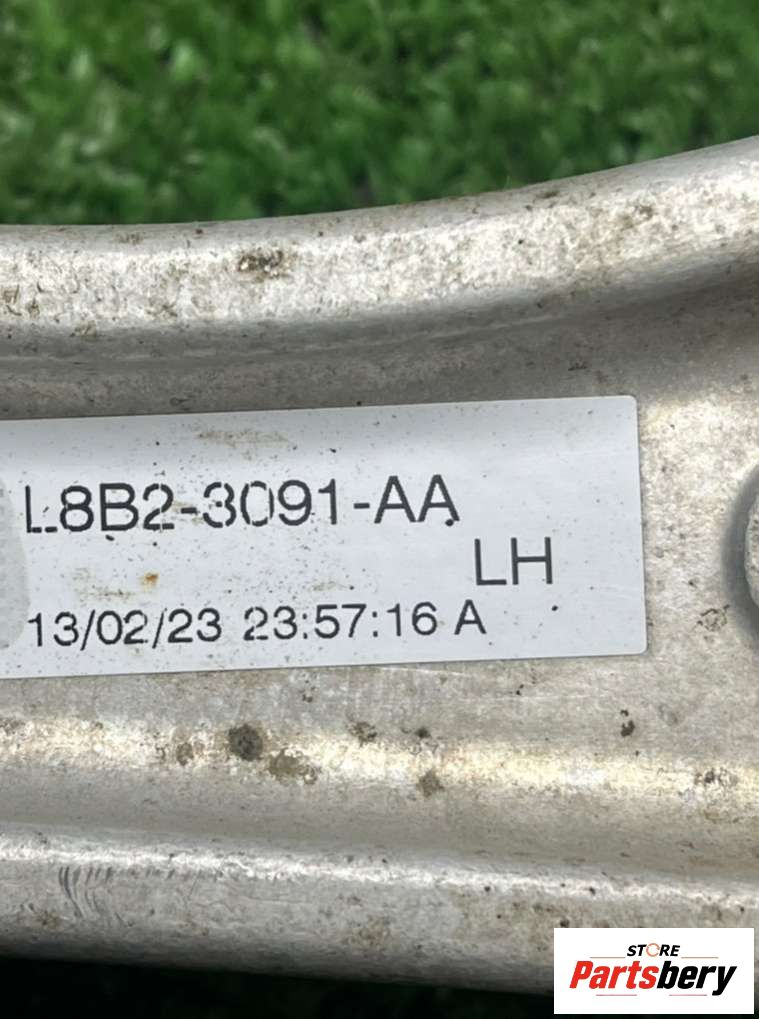 L8B2-3091-AA
LH
13/02/23 23:57:16 A
STORE
Partsbery